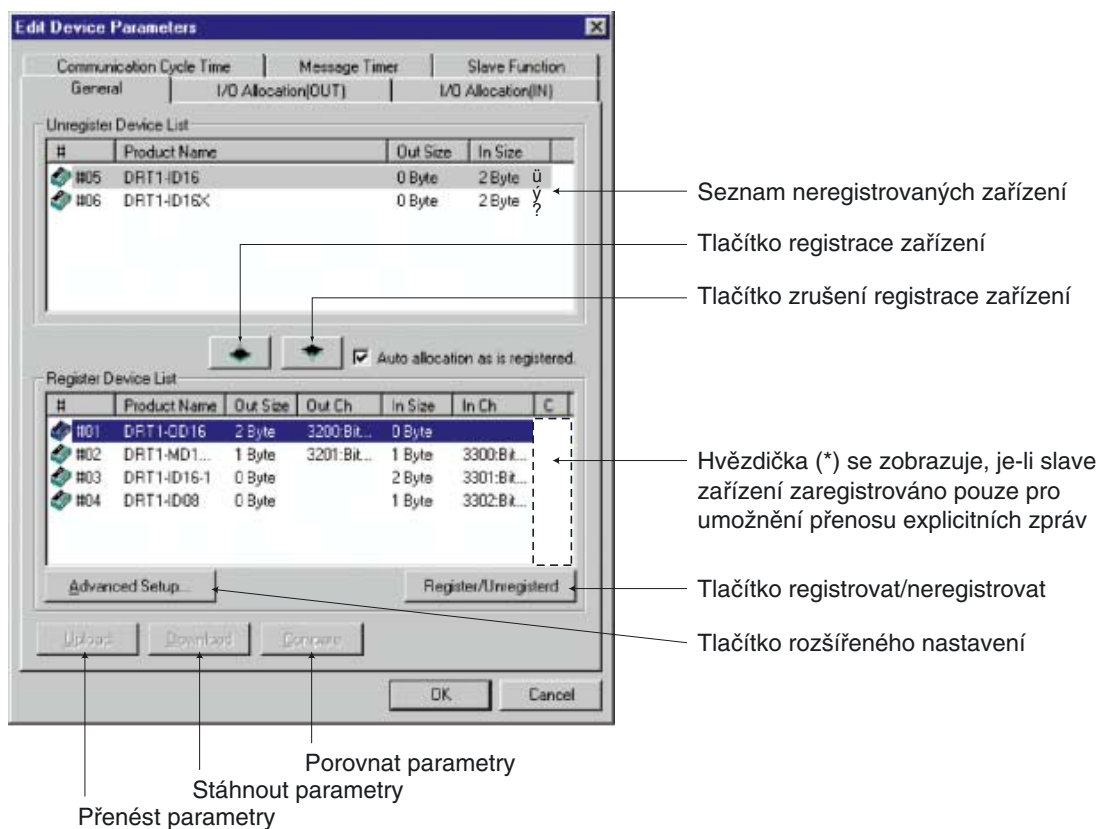 Edit Device Parameters
Communication Cycle Time
Message Timer
Slave Function
General
I/O Allocation(OUT)
I/O Allocation(IN)
Unregister Device List
# Product Name Out Size In Size
#05 DRT1-ID16 0 Byte 2 Byte ü
#06 DRT1-ID16X 0 Byte 2 Byte ý
?
Seznam neregistrovaných zařízení
Tlačítko registrace zařízení
Tlačítko zrušení registrace zařízení
Auto allocation as is registered.
Register Device List
# Product Name Out Size Out Ch In Size In Ch C
#01 DRT1-OD16 2 Byte 3200:Bit... 0 Byte
#02 DRT1-MD1... 1 Byte 3201:Bit... 1 Byte 3300:Bit...
#03 DRT1-ID16-1 0 Byte 2 Byte 3301:Bit...
#04 DRT1-ID08 0 Byte 1 Byte 3302:Bit...
Hvězdička (*) se zobrazuje, je-li slave
zařízení zaregistrováno pouze pro
umožnění přenosu explicitních zpráv
Advanced Setup...
Register/Unregisterd
Tlačítko registrovat/neregistrovat
Tlačítko rozšířeného nastavení
Upload
Download
Compare
OK
Cancel
Porovnat parametry
Stáhnout parametry
Přenést parametry